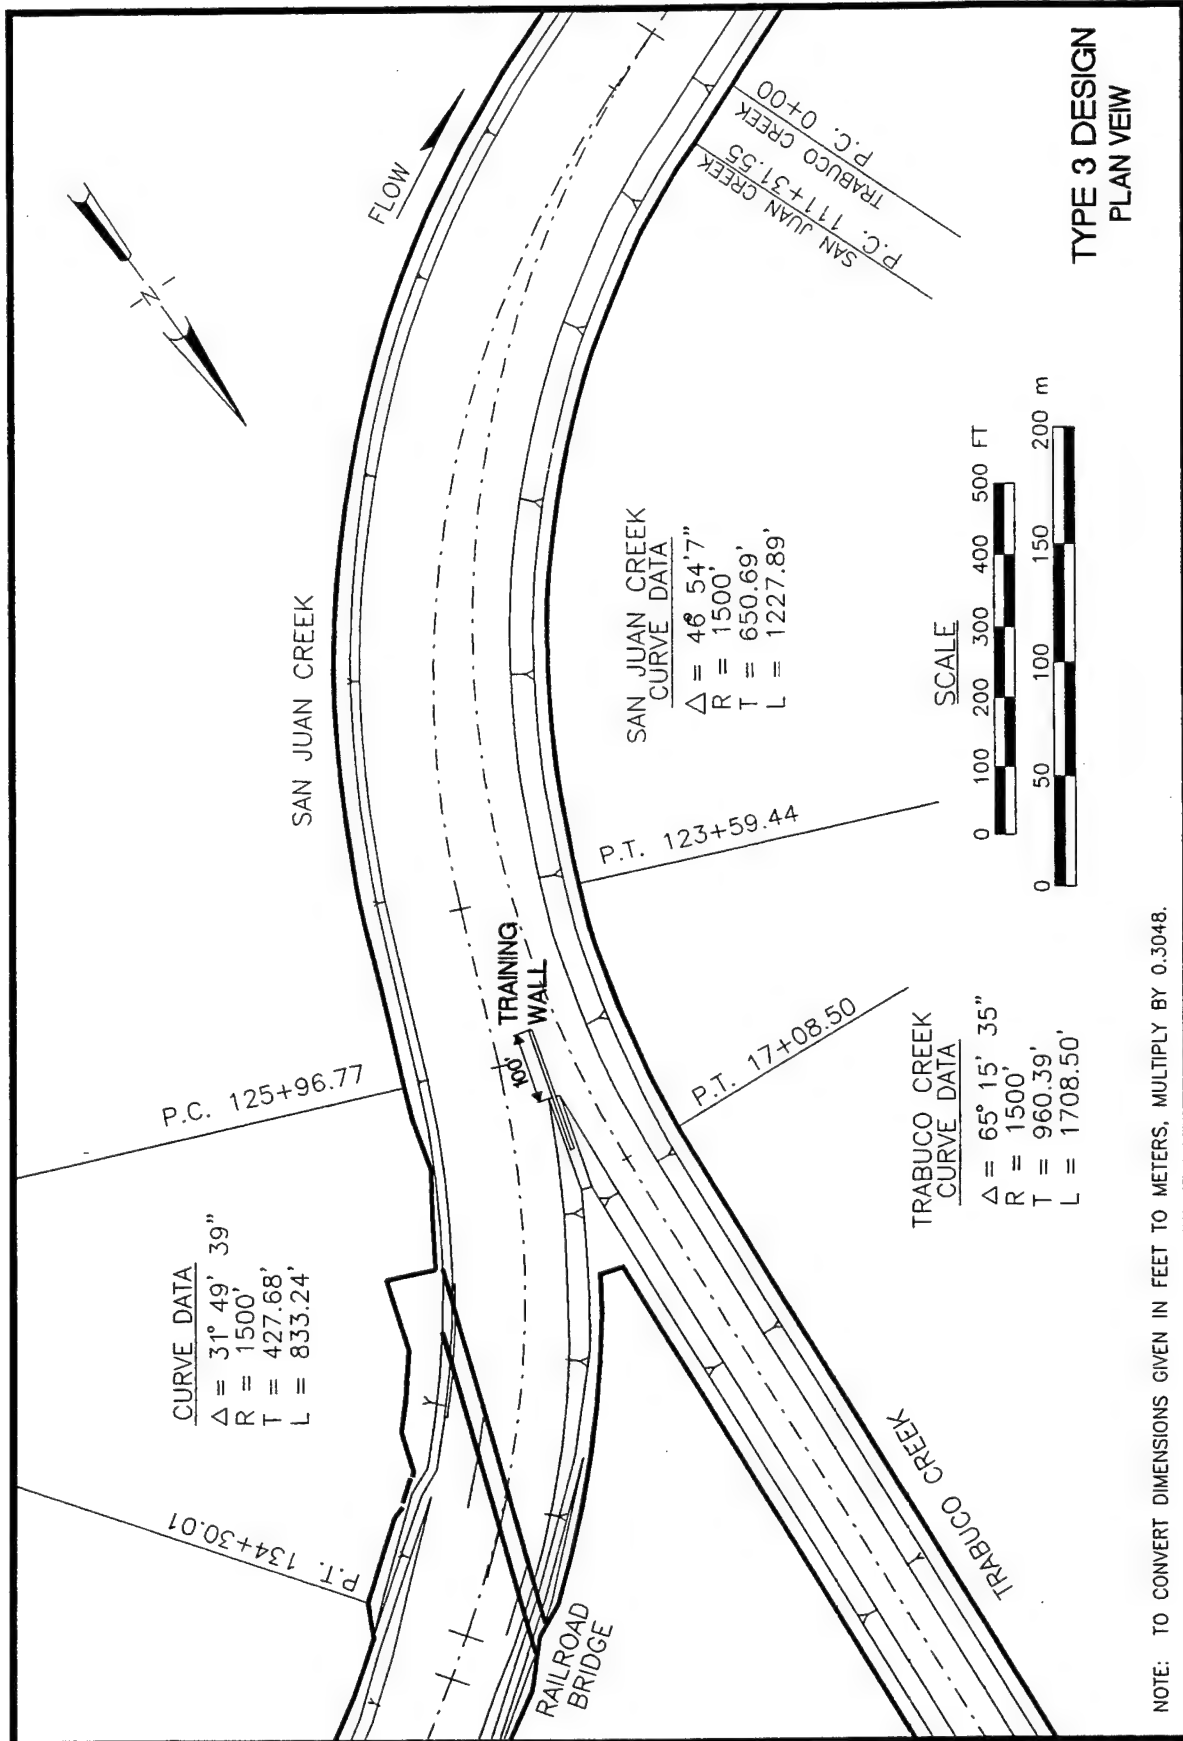 FLOW
N
SAN JUAN CREEK
P.C. 125+96.77
CURVE DATA
Δ = 31° 49' 39"
R = 1500'
T = 427.68'
L = 833.24'
P.T. 134+30.01
RAILROAD
BRIDGE
TRAINING
WALL
100'
P.T. 123+59.44
P.T. 17+08.50
SAN JUAN CREEK
CURVE DATA
Δ = 46° 54'7"
R = 1500'
T = 650.69'
L = 1227.89'
TRABUCO CREEK
CURVE DATA
Δ = 65° 15' 35"
R = 1500'
T = 960.39'
L = 1708.50'
TRABUCO CREEK
P.C. 0+00
TRABUCO CREEK
P.C. 111+31.55
SAN JUAN CREEK
SCALE
0 100 200 300 400 500 FT
0 50 100 150 200 m
TYPE 3 DESIGN
PLAN VEIW
NOTE: TO CONVERT DIMENSIONS GIVEN IN FEET TO METERS, MULTIPLY BY 0.3048.